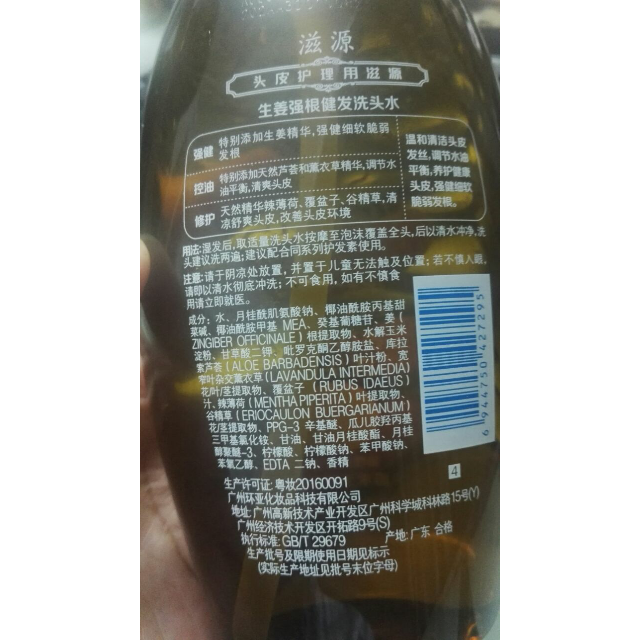 滋源
头皮护理用滋源
生姜强根健发洗头水
强健 特别添加生姜精华,强健细软脆弱
发根
控油 特别添加天然芦荟和薰衣草精华,调节水
油平衡,清爽头皮
修护 天然精华辣薄荷、覆盆子、谷精草,清
凉舒爽头皮,改善头皮环境
温和清洁头皮
发丝,调节水油
平衡,养护健康
头皮,强健细软
脆弱发根。
用法:湿发后,取适量洗头水按摩至泡沫覆盖全头,后以清水冲净,洗
头建议洗两遍;建议配合同系列护发素使用。
注意:请于阴凉处放置,并置于儿童无法触及位置;若不慎入眼,
请即以清水彻底冲洗;不可食用,如有不慎食
用请立即就医。
成分:水、月桂酰肌氨酸钠、椰油酰胺丙基甜
菜碱、椰油酰胺甲基 MEA、癸基葡糖苷、姜(
ZINGIBER OFFICINALE)根提取物、水解玉米
淀粉、甘草酸二钾、吡罗克酮乙醇胺盐、库拉
索芦荟(ALOE BARBADENSIS)叶汁粉、宽
窄叶杂交薰衣草(LAVANDULA INTERMEDIA)
花/叶/茎提取物、覆盆子(RUBUS IDAEUS)
汁、辣薄荷(MENTHA PIPERITA)叶提取物、
谷精草(ERIOCAULON BUERGARIANUM)
花/茎提取物、PPG-3 辛基醚、瓜儿胶羟丙基
三甲基氯化铵、甘油、甘油月桂酸酯、月桂
醇聚醚-3、柠檬酸、柠檬酸钠、苯甲酸钠、
苯氧乙醇、EDTA 二钠、香精
6 944750 427295
4
生产许可证:粤妆20160091
广州环亚化妆品科技有限公司
地址:广州高新技术产业开发区广州科学城科林路15号(Y)
广州经济技术开发区开拓路9号(S)
执行标准:GB/T 29679 产地:广东 合格
生产批号及限期使用日期见标示
(实际生产地址见批号末位字母)